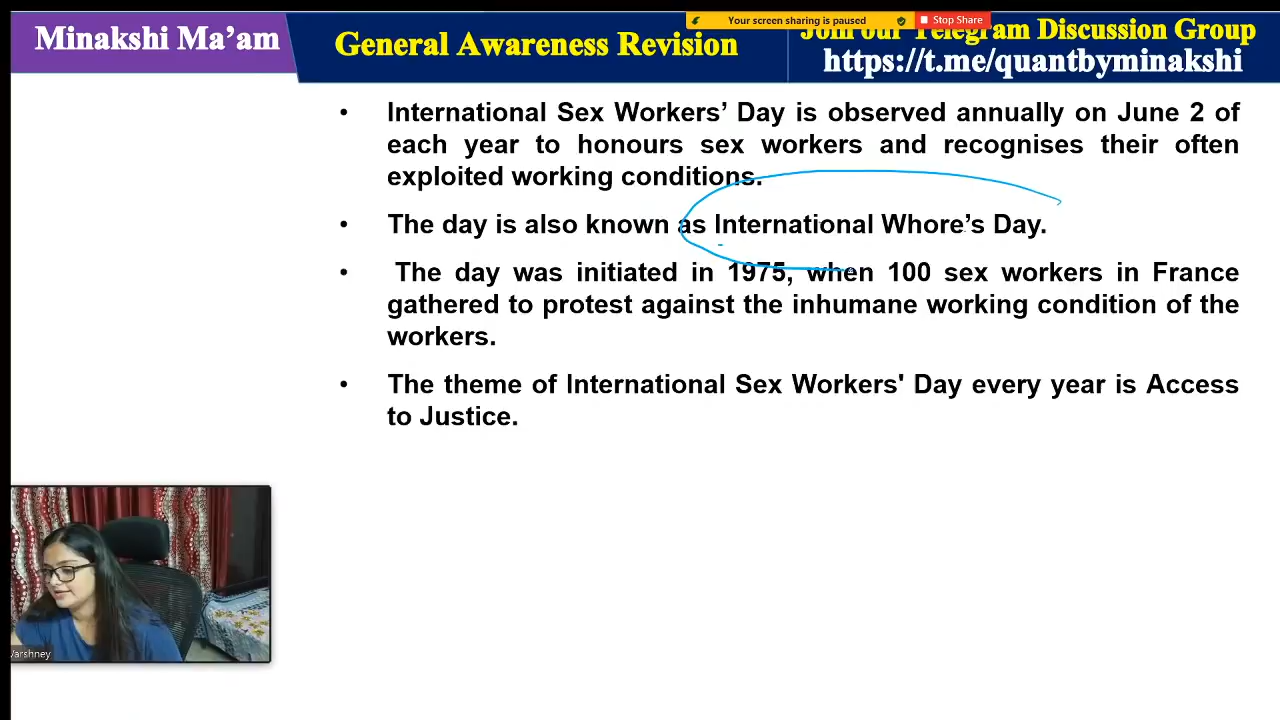 Minakshi Ma’am
General Awareness Revision
Your screen sharing is paused
Stop Share
Join our Telegram Discussion Group
https://t.me/quantbyminakshi
• International Sex Workers’ Day is observed annually on June 2 of
each year to honours sex workers and recognises their often
exploited working conditions.
• The day is also known as International Whore’s Day.
• The day was initiated in 1975, when 100 sex workers in France
gathered to protest against the inhumane working condition of the
workers.
• The theme of International Sex Workers' Day every year is Access
to Justice.
Varshney